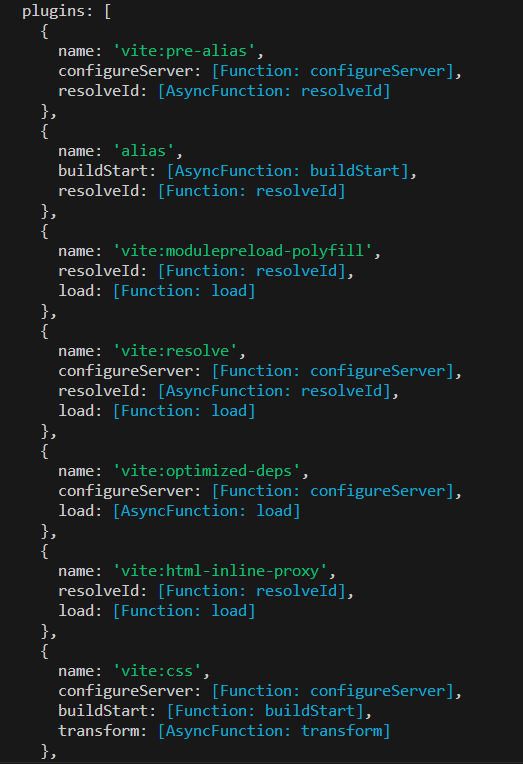 plugins: [
{
name: 'vite:pre-alias',
configureServer: [Function: configureServer],
resolveId: [AsyncFunction: resolveId]
},
{
name: 'alias',
buildStart: [AsyncFunction: buildStart],
resolveId: [Function: resolveId]
},
{
name: 'vite:modulepreload-polyfill',
resolveId: [Function: resolveId],
load: [Function: load]
},
{
name: 'vite:resolve',
configureServer: [Function: configureServer],
resolveId: [AsyncFunction: resolveId],
load: [Function: load]
},
{
name: 'vite:optimized-deps',
configureServer: [Function: configureServer],
load: [AsyncFunction: load]
},
{
name: 'vite:html-inline-proxy',
resolveId: [Function: resolveId],
load: [Function: load]
},
{
name: 'vite:css',
configureServer: [Function: configureServer],
buildStart: [Function: buildStart],
transform: [AsyncFunction: transform]
},